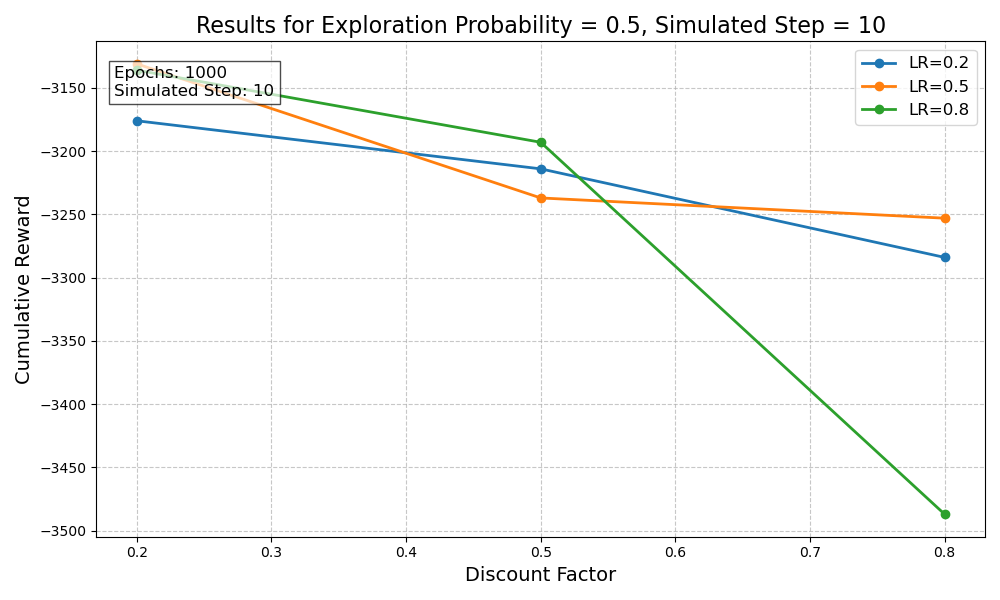 Results for Exploration Probability = 0.5, Simulated Step = 10
Epochs: 1000
Simulated Step: 10
LR=0.2
LR=0.5
LR=0.8
Cumulative Reward
−3150
−3200
−3250
−3300
−3350
−3400
−3450
−3500
0.2
0.3
0.4
0.5
0.6
0.7
0.8
Discount Factor